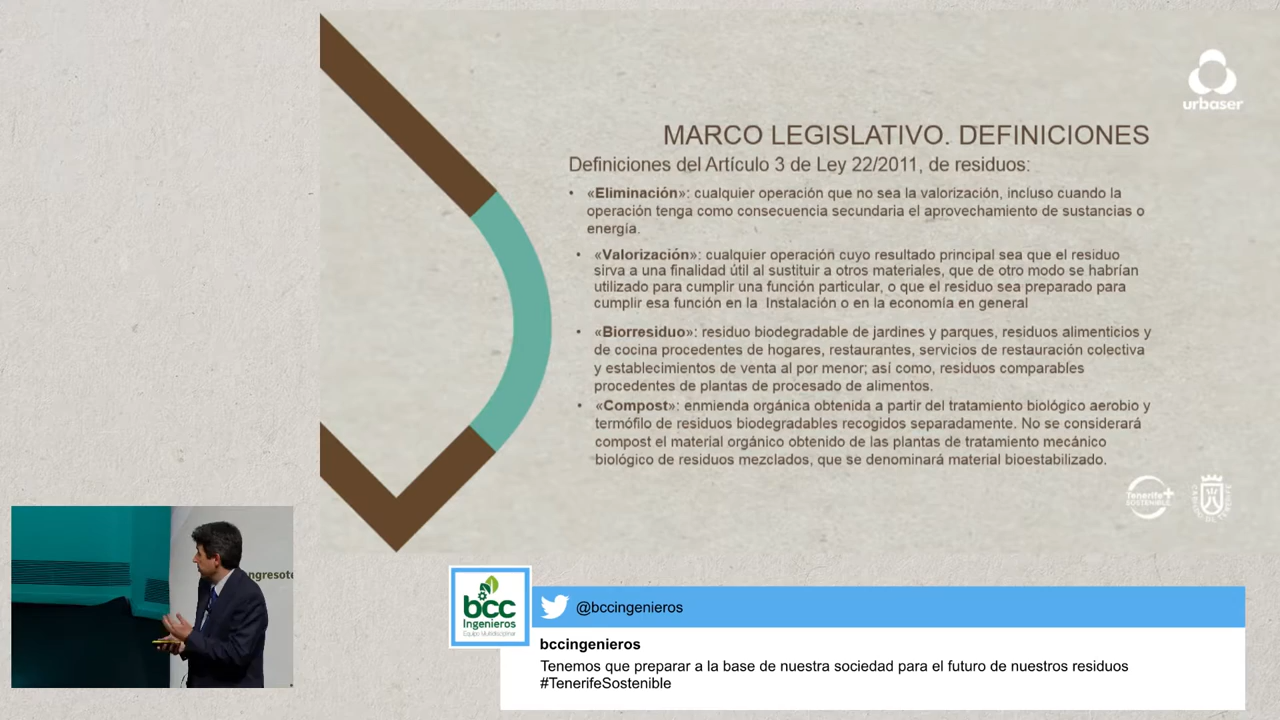 urbaser
MARCO LEGISLATIVO. DEFINICIONES
Definiciones del Artículo 3 de Ley 22/2011, de residuos:
• «Eliminación»: cualquier operación que no sea la valorización, incluso cuando la
operación tenga como consecuencia secundaria el aprovechamiento de sustancias o
energía.
• «Valorización»: cualquier operación cuyo resultado principal sea que el residuo
sirva a una finalidad útil al sustituir a otros materiales, que de otro modo se habrían
utilizado para cumplir una función particular, o que el residuo sea preparado para
cumplir esa función en la Instalación o en la economía en general
• «Biorresiduo»: residuo biodegradable de jardines y parques, residuos alimenticios y
de cocina procedentes de hogares, restaurantes, servicios de restauración colectiva
y establecimientos de venta al por menor; así como, residuos comparables
procedentes de plantas de procesado de alimentos.
• «Compost»: enmienda orgánica obtenida a partir del tratamiento biológico aerobio y
termófilo de residuos biodegradables recogidos separadamente. No se considerará
compost el material orgánico obtenido de las plantas de tratamiento mecánico
biológico de residuos mezclados, que se denominará material bioestabilizado.
Tenerife+
SOSTENIBLE
CABILDO DE TENERIFE
ngresote
bcc
Ingenieros
Equipo Multidisciplinar
@bccingenieros
bccingenieros
Tenemos que preparar a la base de nuestra sociedad para el futuro de nuestros residuos
#TenerifeSostenible